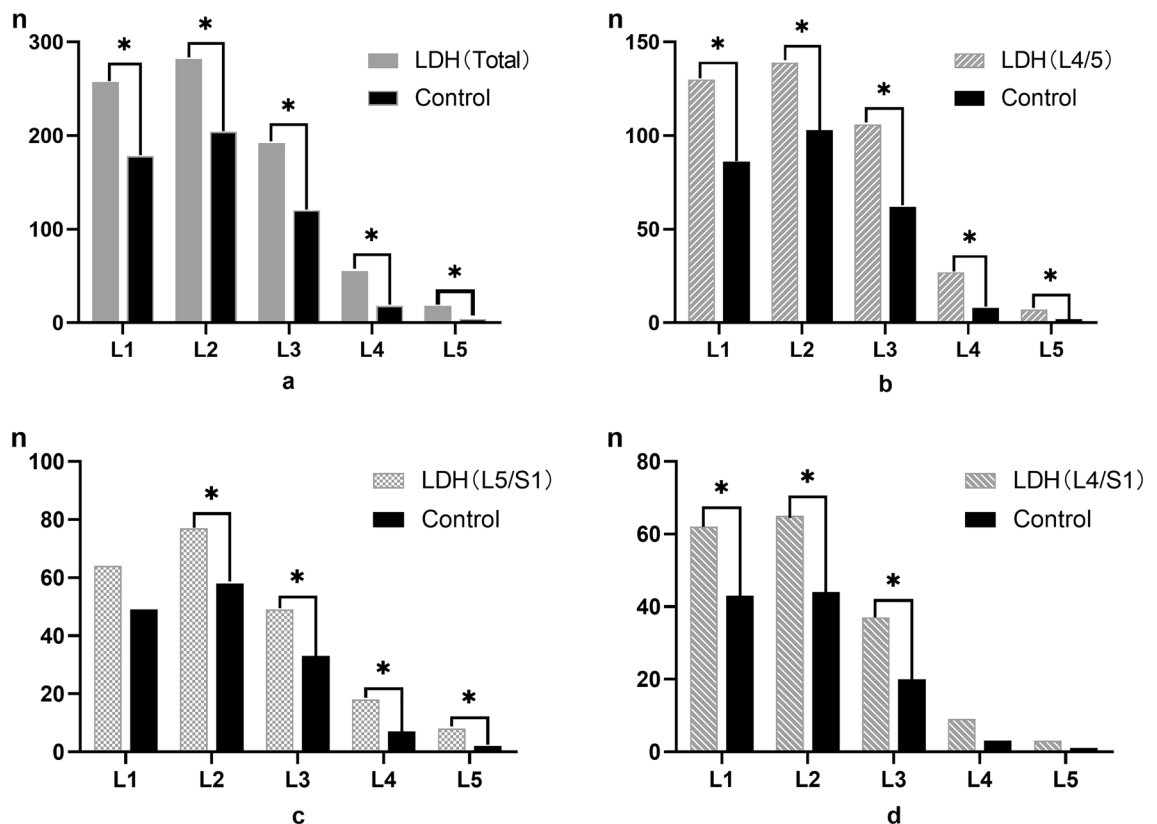 n
300
200
100
0
* * * * *
LDH（Total）
Control
L1 L2 L3 L4 L5
a
n
150
100
50
0
* * * * *
LDH（L4/5）
Control
L1 L2 L3 L4 L5
b
n
100
80
60
40
20
0
* * * *
LDH（L5/S1）
Control
L1 L2 L3 L4 L5
c
n
80
60
40
20
0
* * *
LDH（L4/S1）
Control
L1 L2 L3 L4 L5
d